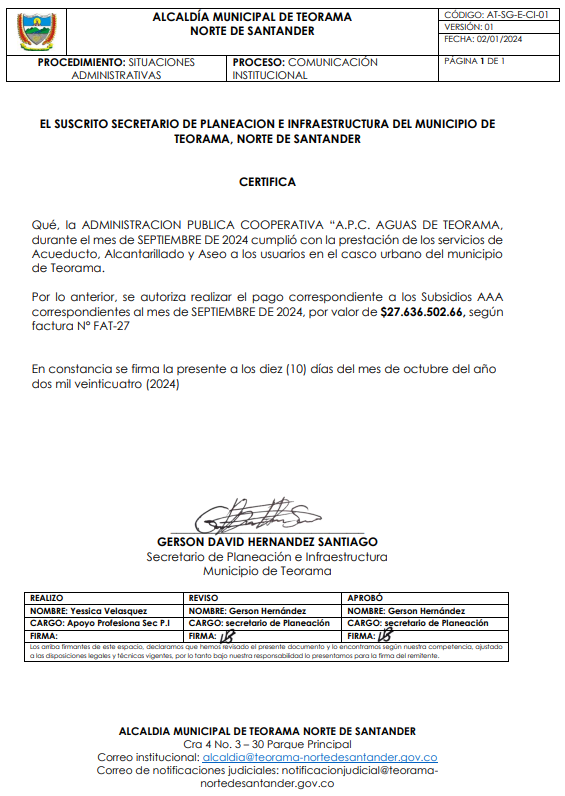 ALCALDÍA MUNICIPAL DE TEORAMA
NORTE DE SANTANDER
CÓDIGO: AT-SG-E-CI-01
VERSIÓN: 01
FECHA: 02/01/2024
PROCEDIMIENTO: SITUACIONES
ADMINISTRATIVAS
PROCESO: COMUNICACIÓN
INSTITUCIONAL
PÁGINA 1 DE 1
EL SUSCRITO SECRETARIO DE PLANEACION E INFRAESTRUCTURA DEL MUNICIPIO DE
TEORAMA, NORTE DE SANTANDER
CERTIFICA
Qué, la ADMINISTRACION PUBLICA COOPERATIVA “A.P.C. AGUAS DE TEORAMA,
durante el mes de SEPTIEMBRE DE 2024 cumplió con la prestación de los servicios de
Acueducto, Alcantarillado y Aseo a los usuarios en el casco urbano del municipio
de Teorama.
Por lo anterior, se autoriza realizar el pago correspondiente a los Subsidios AAA
correspondientes al mes de SEPTIEMBRE DE 2024, por valor de $27.636.502.66, según
factura N° FAT-27
En constancia se firma la presente a los diez (10) días del mes de octubre del año
dos mil veinticuatro (2024)
GERSON DAVID HERNANDEZ SANTIAGO
Secretario de Planeación e Infraestructura
Municipio de Teorama
REALIZO
REVISO
APROBÓ
NOMBRE: Yessica Velasquez
NOMBRE: Gerson Hernández
NOMBRE: Gerson Hernández
CARGO: Apoyo Profesiona Sec P.I
CARGO: secretario de Planeación
CARGO: secretario de Planeación
FIRMA:
FIRMA:
FIRMA:
Los arriba firmantes de este espacio, declaramos que hemos revisado el presente documento y lo encontramos según nuestra competencia, ajustado
a las disposiciones legales y técnicas vigentes, por lo tanto bajo nuestra responsabilidad lo presentamos para la firma del remitente.
ALCALDIA MUNICIPAL DE TEORAMA NORTE DE SANTANDER
Cra 4 No. 3 – 30 Parque Principal
Correo institucional: alcaldia@teorama-nortedesantander.gov.co
Correo de notificaciones judiciales: notificacionjudicial@teorama-
nortedesantander.gov.co